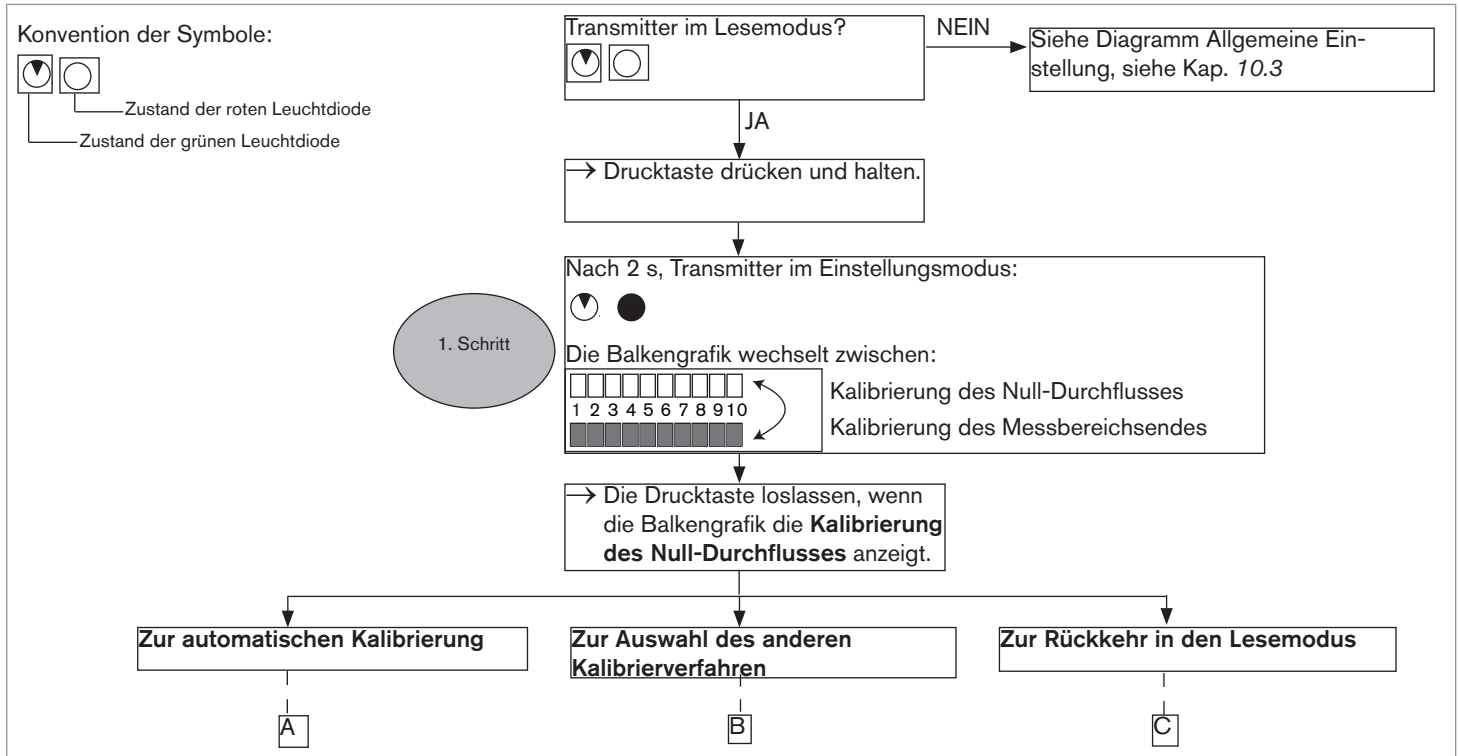 Konvention der Symbole:
Zustand der roten Leuchtdiode
Zustand der grünen Leuchtdiode
Transmitter im Lesemodus?
NEIN
Siehe Diagramm Allgemeine Ein-
stellung, siehe Kap. 10.3
JA
→ Drucktaste drücken und halten.
1. Schritt
Nach 2 s, Transmitter im Einstellungsmodus:
Die Balkengrafik wechselt zwischen:
1 2 3 4 5 6 7 8 9 10
Kalibrierung des Null-Durchflusses
Kalibrierung des Messbereichsendes
→ Die Drucktaste loslassen, wenn
die Balkengrafik die Kalibrierung
des Null-Durchflusses anzeigt.
Zur automatischen Kalibrierung
Zur Auswahl des anderen
Kalibrierverfahren
Zur Rückkehr in den Lesemodus
A
B
C